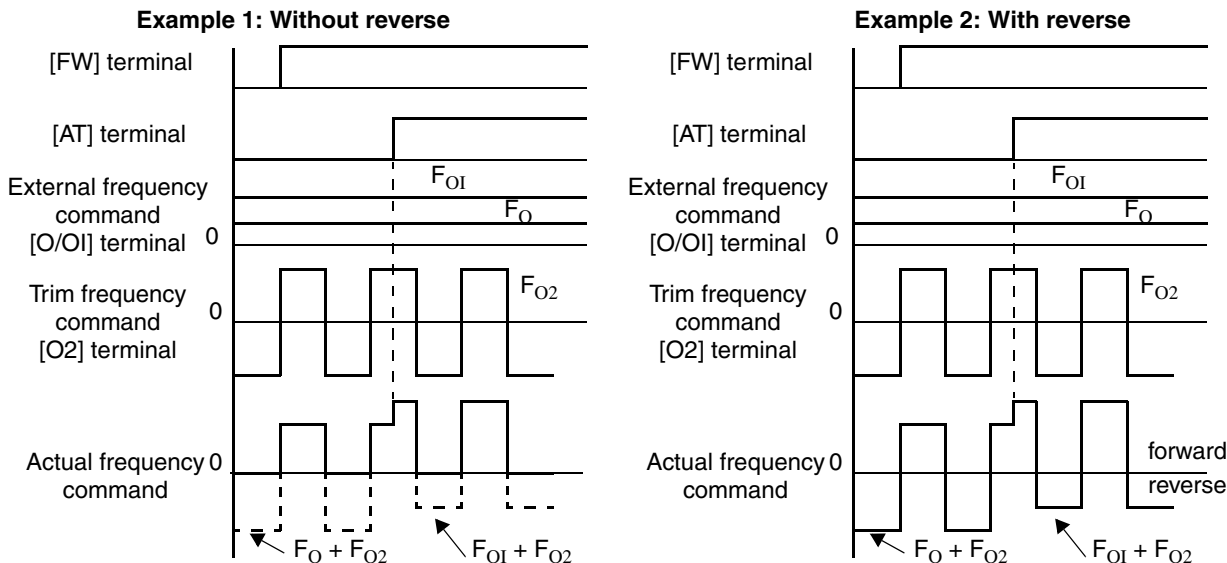 Example 1: Without reverse
[FW] terminal
[AT] terminal
F_OI
External frequency
command
[O/OI] terminal
F_O
0
Trim frequency
command
[O2] terminal
0
F_O2
Actual frequency
command
0
F_O + F_O2
F_OI + F_O2
Example 2: With reverse
[FW] terminal
[AT] terminal
F_OI
External frequency
command
[O/OI] terminal
F_O
0
Trim frequency
command
[O2] terminal
0
F_O2
Actual frequency
command
0
forward
reverse
F_O + F_O2
F_OI + F_O2